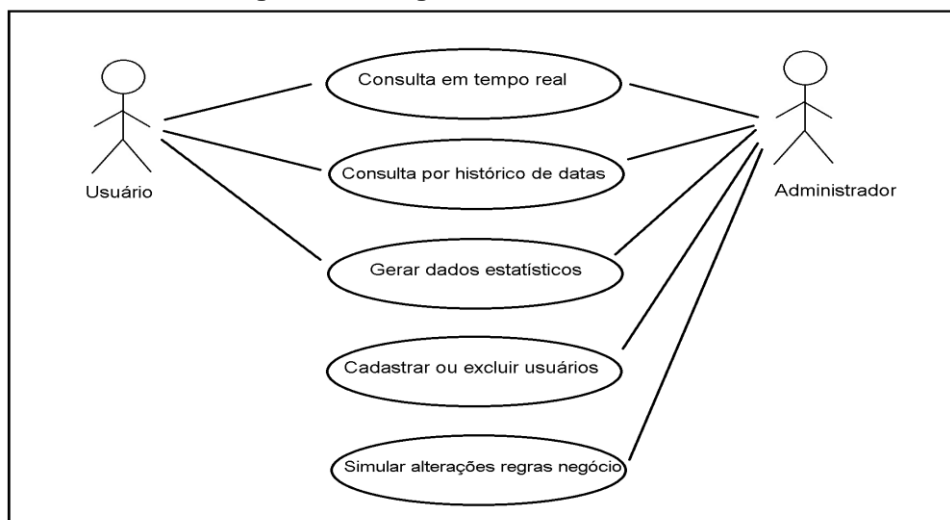 Consulta em tempo real
Consulta por histórico de datas
Usuário
Administrador
Gerar dados estatísticos
Cadastrar ou excluir usuários
Simular alterações regras negócio